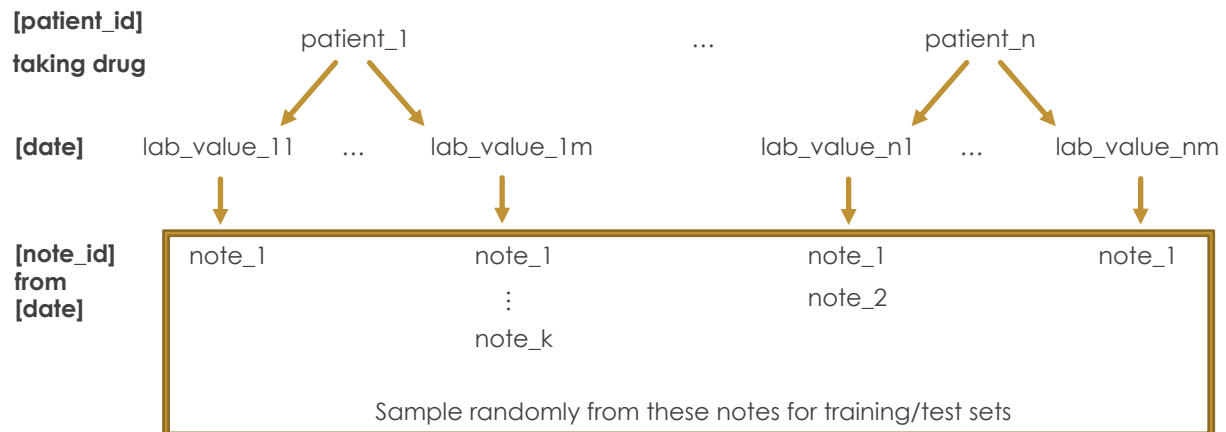 [patient_id]
taking drug
patient_1 ... patient_n
[date] lab_value_11 ... lab_value_1m lab_value_n1 ... lab_value_nm
[note_id]
from
[date]
note_1 note_1 note_1 note_1
⋮ note_2
note_k
Sample randomly from these notes for training/test sets